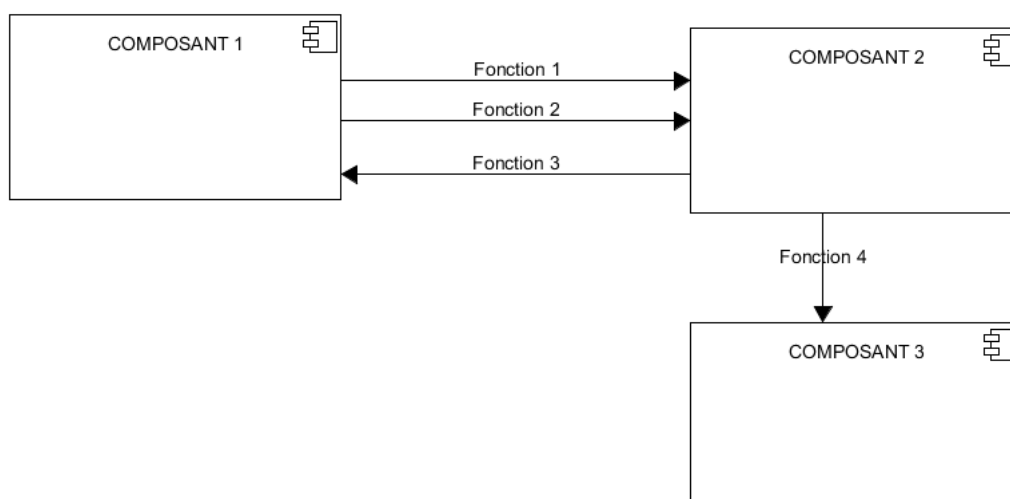 COMPOSANT 1
COMPOSANT 2
Fonction 1
Fonction 2
Fonction 3
Fonction 4
COMPOSANT 3